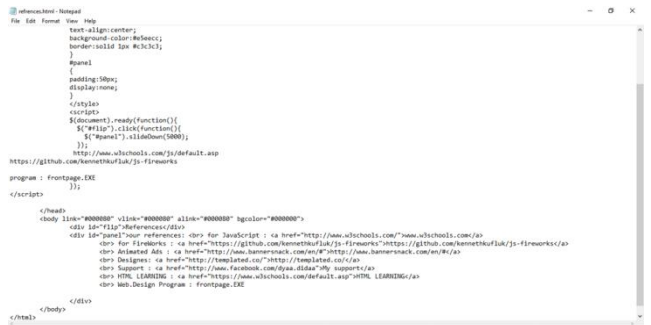 refrences.html - Notepad
File Edit Format View Help
text-align:center;
background-color:#e5eecc;
border:solid 1px #c3c3c3;
}
#panel
{
padding:50px;
display:none;
}
</style>
<script>
$(document).ready(function(){
$("#flip").click(function(){
$("#panel").slideDown(5000);
});
http://www.w3schools.com/js/default.asp
https://github.com/kennethkufluk/js-fireworks
program : frontpage.EXE
});
</script>
</head>
<body link="#000080" vlink="#000080" alink="#000080" bgcolor="#000000">
<div id="flip">References</div>
<div id="panel">our references: <br> for JavaScript : <a href="http://www.w3schools.com/">www.w3schools.com</a>
<br> for FireWorks : <a href="https://github.com/kennethkufluk/js-fireworks">https://github.com/kennethkufluk/js-fireworks</a>
<br> Animated Ads : <a href="http://www.bannersnack.com/en/#">http://www.bannersnack.com/en/#</a>
<br> Designes: <a href="http://templated.co/">http://templated.co/</a>
<br> Support : <a href="http://www.facebook.com/dyaa.didaa">My support</a>
<br> HTML LEARNING : <a href="https://www.w3schools.com/default.asp">HTML LEARNING</a>
<br> Web.Design Program : frontpage.EXE
</div>
</body>
</html>